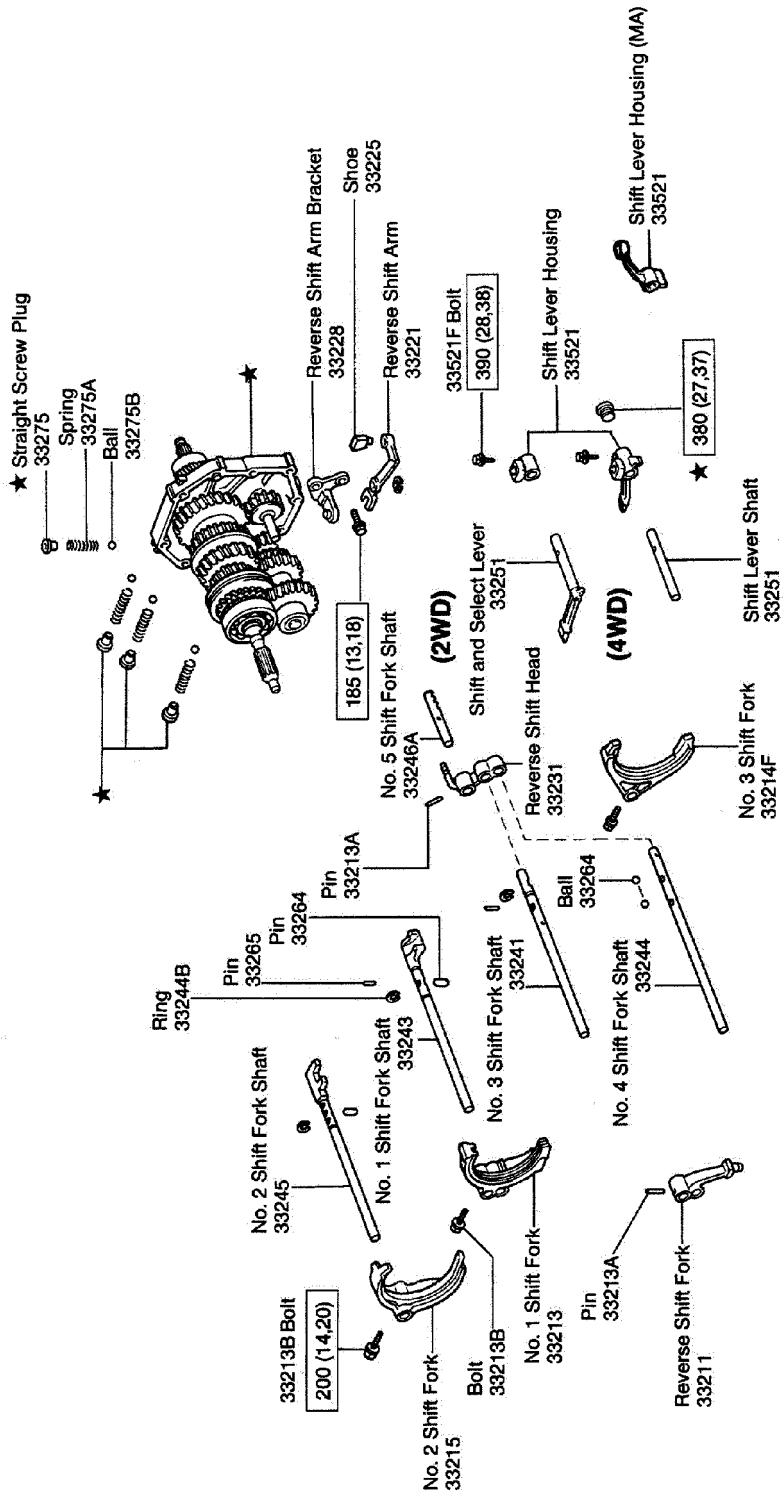 ★ Straight Screw Plug
33275
Spring
33275A
Ball
33275B
★
★
Reverse Shift Arm Bracket
33228
Shoe
33225
Reverse Shift Arm
33221
185 (13,18)
Ring
33244B
Pin
33265
Pin
33264
Pin
33213A
No. 5 Shift Fork Shaft
33246A
(2WD)
Shift and Select Lever
33251
33521F Bolt
390 (28,38)
Shift Lever Housing
33521
Shift Lever Housing (MA)
33521
★
380 (27,37)
(4WD)
Shift Lever Shaft
33251
Reverse Shift Head
33231
No. 3 Shift Fork
33214F
No. 2 Shift Fork Shaft
33245
No. 1 Shift Fork Shaft
33243
No. 3 Shift Fork Shaft
33241
Ball
33264
No. 4 Shift Fork Shaft
33244
33213B Bolt
200 (14,20)
No. 2 Shift Fork
33215
Bolt
33213B
No. 1 Shift Fork
33213
Pin
33213A
Reverse Shift Fork
33211